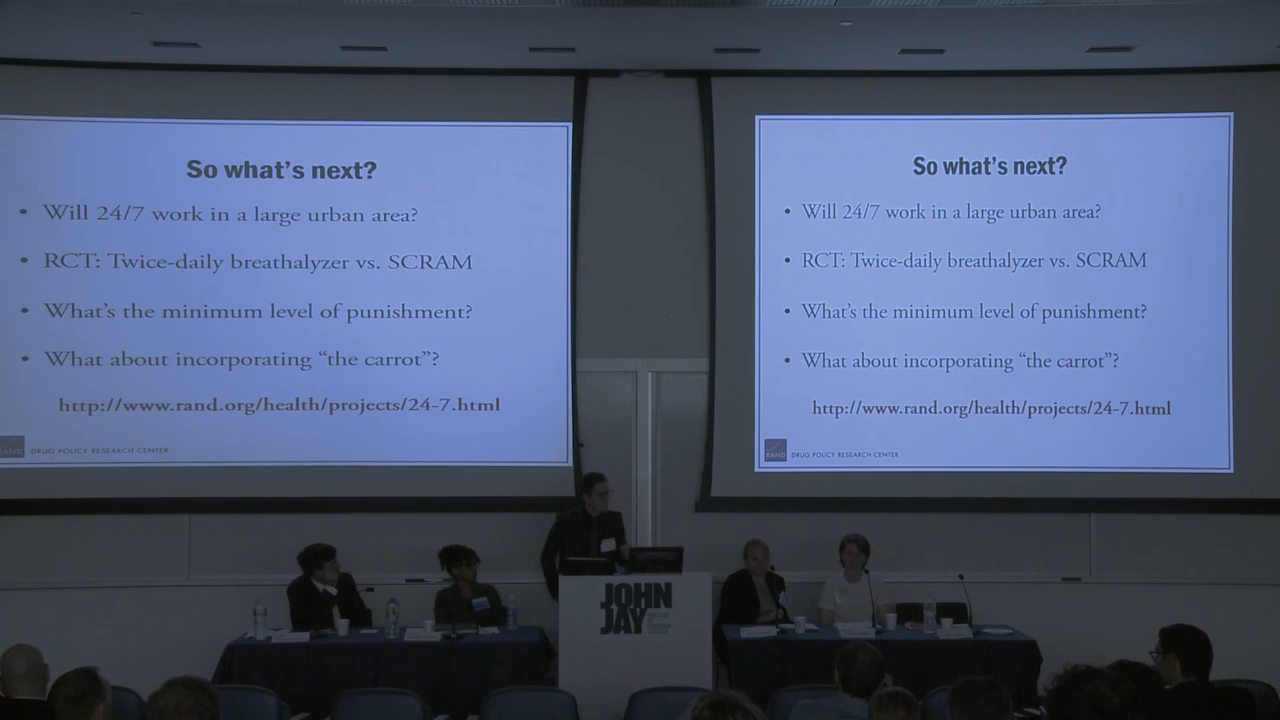 So what's next?
• Will 24/7 work in a large urban area?
• RCT: Twice-daily breathalyzer vs. SCRAM
• What's the minimum level of punishment?
• What about incorporating “the carrot”?
http://www.rand.org/health/projects/24-7.html
RAND DRUG POLICY RESEARCH CENTER
So what's next?
• Will 24/7 work in a large urban area?
• RCT: Twice-daily breathalyzer vs. SCRAM
• What's the minimum level of punishment?
• What about incorporating “the carrot”?
http://www.rand.org/health/projects/24-7.html
RAND DRUG POLICY RESEARCH CENTER
JOHN
JAY